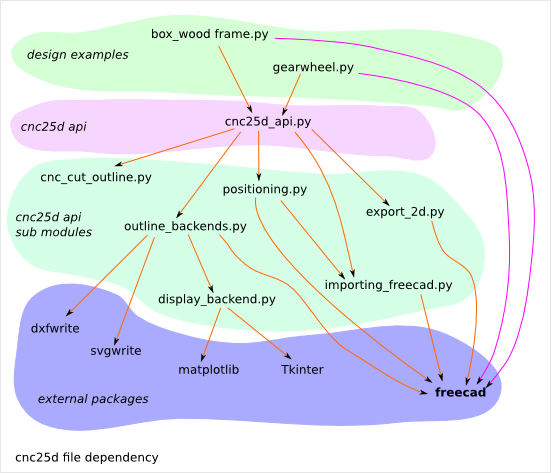 box_wood frame.py
design examples
gearwheel.py
cnc25d api
cnc25d_api.py
cnc_cut_outline.py
positioning.py
export_2d.py
cnc25d api
sub modules
outline_backends.py
importing_freecad.py
display_backend.py
dxfwrite
svgwrite
matplotlib
Tkinter
freecad
external packages
cnc25d file dependency